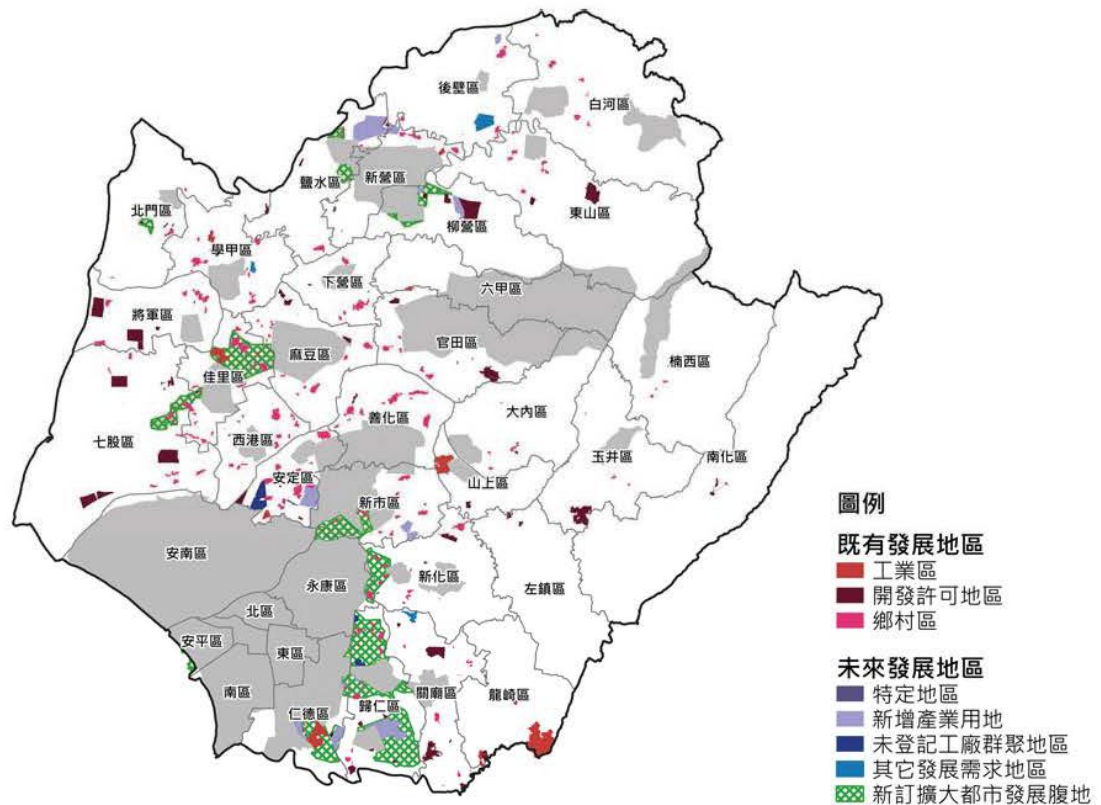 後壁區
白河區
鹽水區
新營區
北門區
柳營區
東山區
學甲區
下營區
六甲區
將軍區
官田區
麻豆區
楠西區
佳里區
大內區
善化區
七股區
西港區
玉井區
南化區
安定區
山上區
新市區
安南區
新化區
永康區
左鎮區
北區
安平區
東區
南區
關廟區
龍崎區
仁德區
歸仁區
圖例
既有發展地區
工業區
開發許可地區
鄉村區
未來發展地區
特定地區
新增產業用地
未登記工廠群聚地區
其它發展需求地區
新訂擴大都市發展腹地